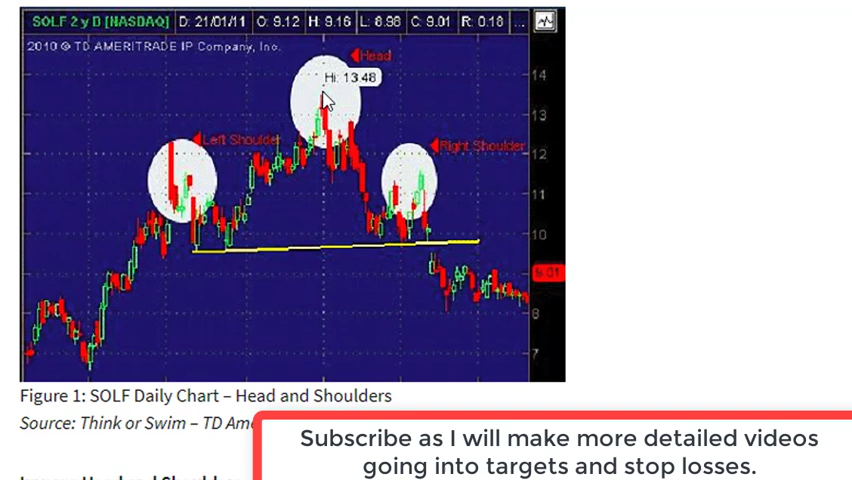 SOLF 2 y D [NASDAQ] D: 21/01/11 O: 9.12 H: 9.16 L: 8.98 C: 9.01 R: 0.18 ...
2010 © TD AMERITRADE IP Company, Inc.
Head
Hi: 13.48
14
13
Left Shoulder
Right Shoulder
12
11
10
9.01
8
7
Figure 1: SOLF Daily Chart – Head and Shoulders
Source: Think or Swim – TD Am
Subscribe as I will make more detailed videos
going into targets and stop losses.